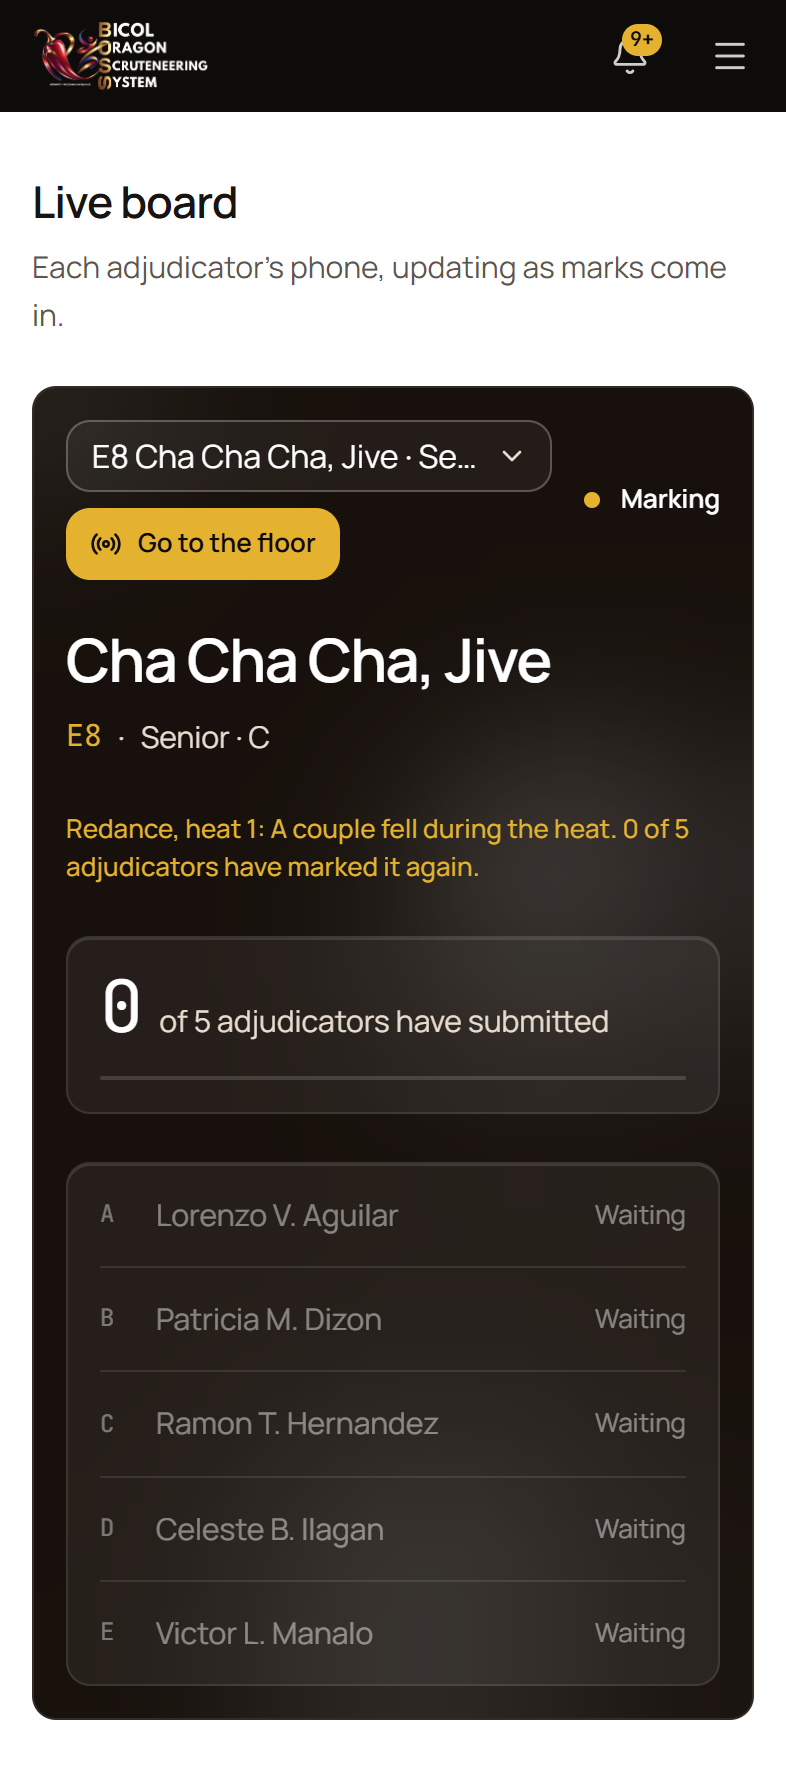 BICOL
DRAGON
SCRUTENEERING
SYSTEM
9+
Live board
Each adjudicator's phone, updating as marks come
in.
E8 Cha Cha Cha, Jive · Se...
Marking
Go to the floor
Cha Cha Cha, Jive
E8 · Senior · C
Redance, heat 1: A couple fell during the heat. 0 of 5
adjudicators have marked it again.
0 of 5 adjudicators have submitted
A Lorenzo V. Aguilar Waiting
B Patricia M. Dizon Waiting
C Ramon T. Hernandez Waiting
D Celeste B. Ilagan Waiting
E Victor L. Manalo Waiting